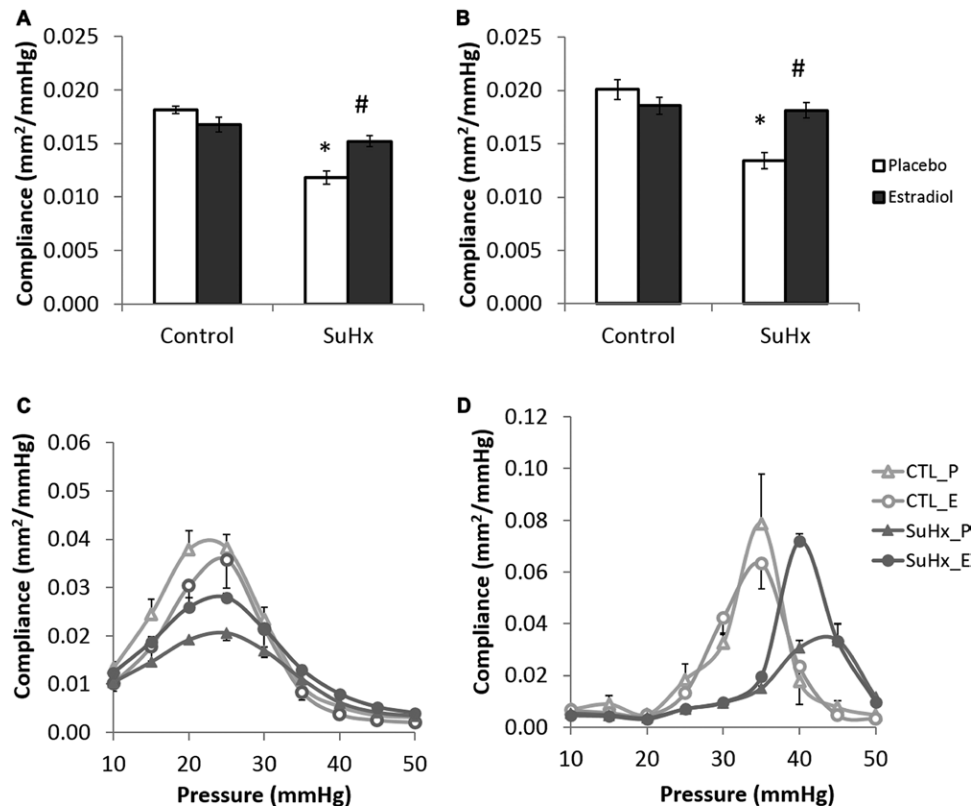 A
Compliance (mm²/mmHg)
0.025
0.020
0.015
0.010
0.005
0.000
*
#
Control
SuHx
B
Compliance (mm²/mmHg)
0.025
0.020
0.015
0.010
0.005
0.000
*
#
Control
SuHx
Placebo
Estradiol
C
Compliance (mm²/mmHg)
0.06
0.05
0.04
0.03
0.02
0.01
0.00
10 20 30 40 50
Pressure (mmHg)
D
Compliance (mm²/mmHg)
0.12
0.10
0.08
0.06
0.04
0.02
0.00
10 20 30 40 50
Pressure (mmHg)
CTL_P
CTL_E
SuHx_P
SuHx_E